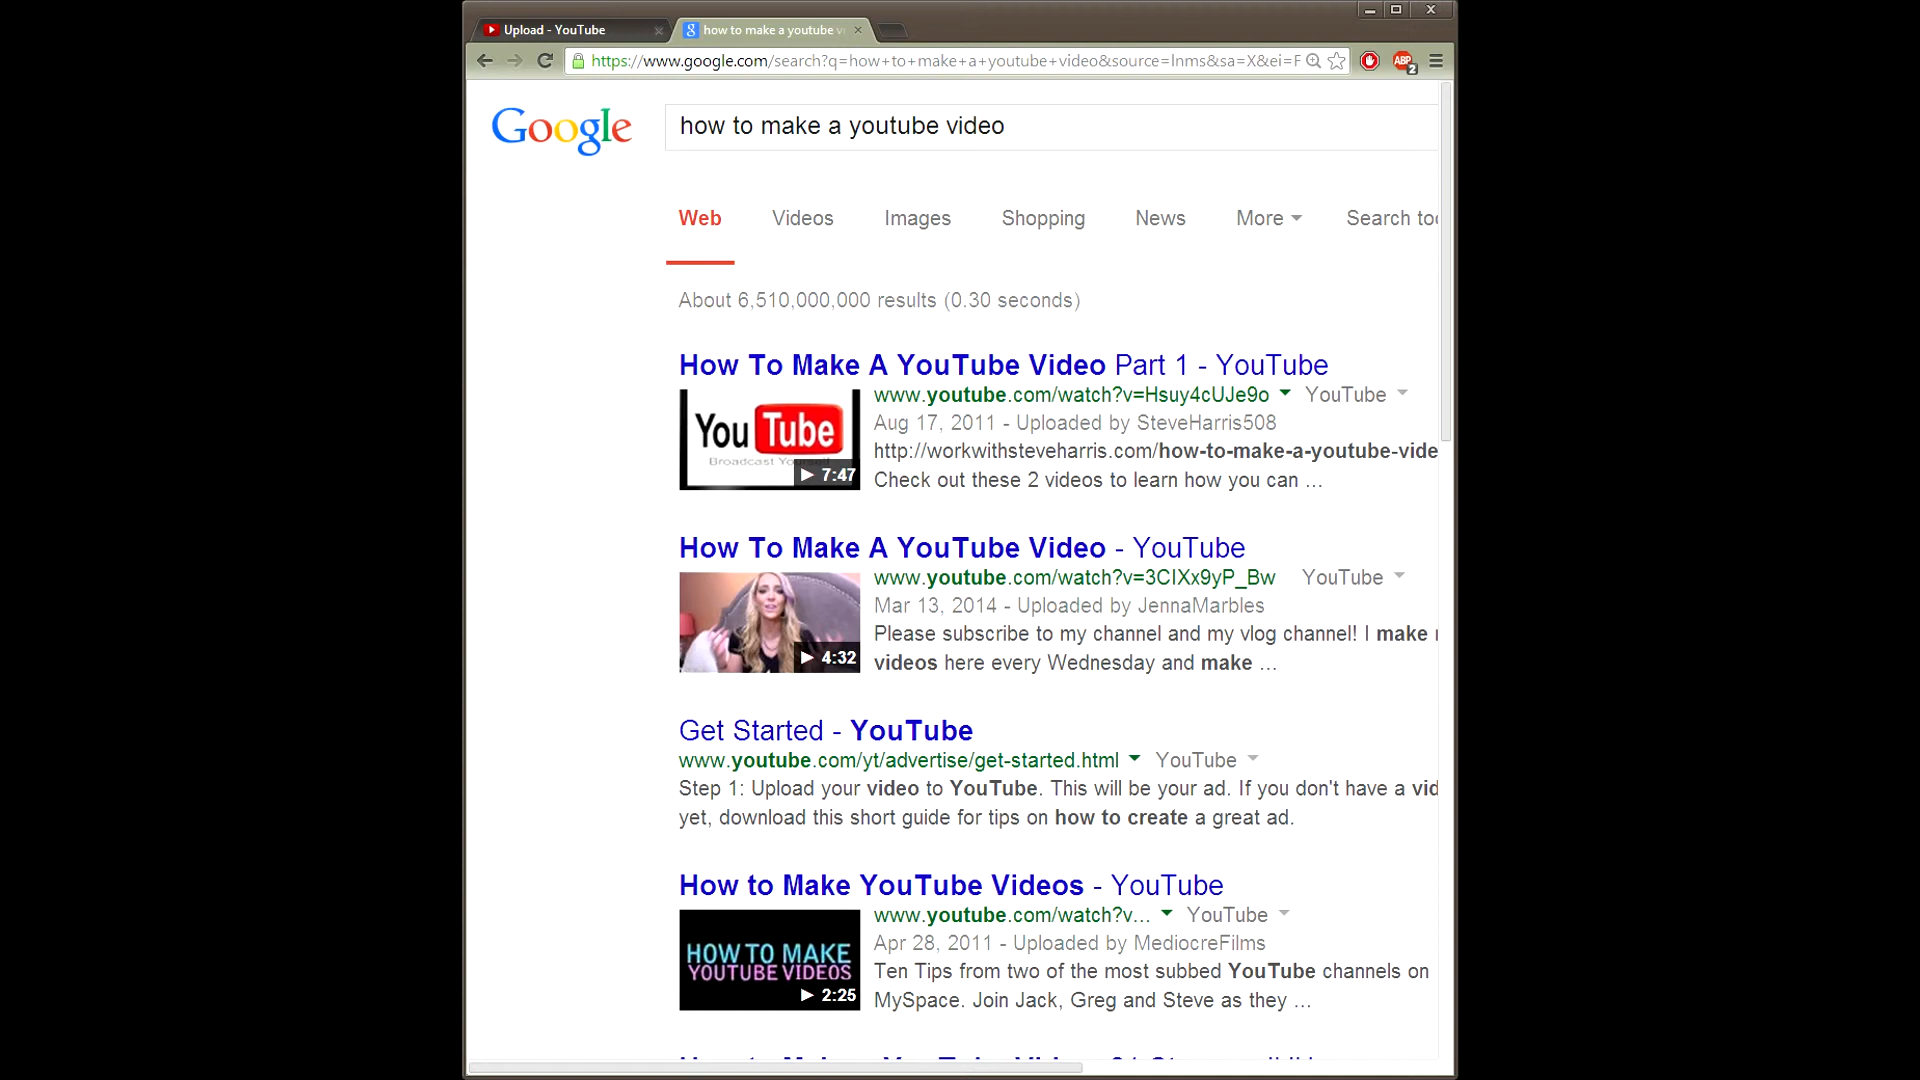 Upload - YouTube
how to make a youtube vi
https://www.google.com/search?q=how+to+make+a+youtube+video&source=lnms&sa=X&ei=F
ABP
2
Google
how to make a youtube video
Web Videos Images Shopping News More Search too
About 6,510,000,000 results (0.30 seconds)
How To Make A YouTube Video Part 1 - YouTube
www.youtube.com/watch?v=Hsuy4cUJe9o YouTube
Aug 17, 2011 - Uploaded by SteveHarris508
http://workwithsteveharris.com/how-to-make-a-youtube-vide
Check out these 2 videos to learn how you can ...
You Tube
Broadcast Yourself
7:47
How To Make A YouTube Video - YouTube
www.youtube.com/watch?v=3CIXx9yP_Bw YouTube
Mar 13, 2014 - Uploaded by JennaMarbles
Please subscribe to my channel and my vlog channel! I make
videos here every Wednesday and make ...
4:32
Get Started - YouTube
www.youtube.com/yt/advertise/get-started.html YouTube
Step 1: Upload your video to YouTube. This will be your ad. If you don't have a vid
yet, download this short guide for tips on how to create a great ad.
How to Make YouTube Videos - YouTube
www.youtube.com/watch?v... YouTube
Apr 28, 2011 - Uploaded by MediocreFilms
Ten Tips from two of the most subbed YouTube channels on
MySpace. Join Jack, Greg and Steve as they ...
HOW TO MAKE
YOUTUBE VIDEOS
2:25